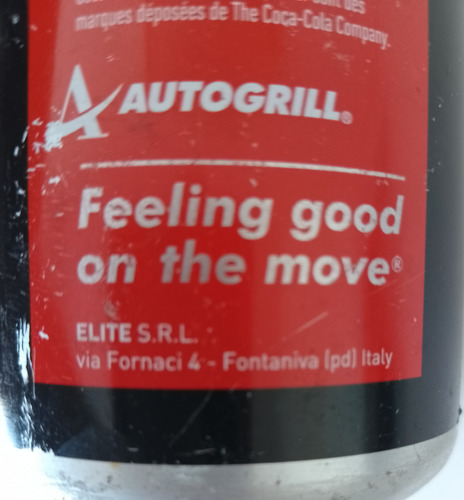 marques déposées de The Coca-Cola Company.
AUTOGRILL®
Feeling good
on the move®
ELITE S.R.L.
via Fornaci 4 - Fontaniva (pd) Italy